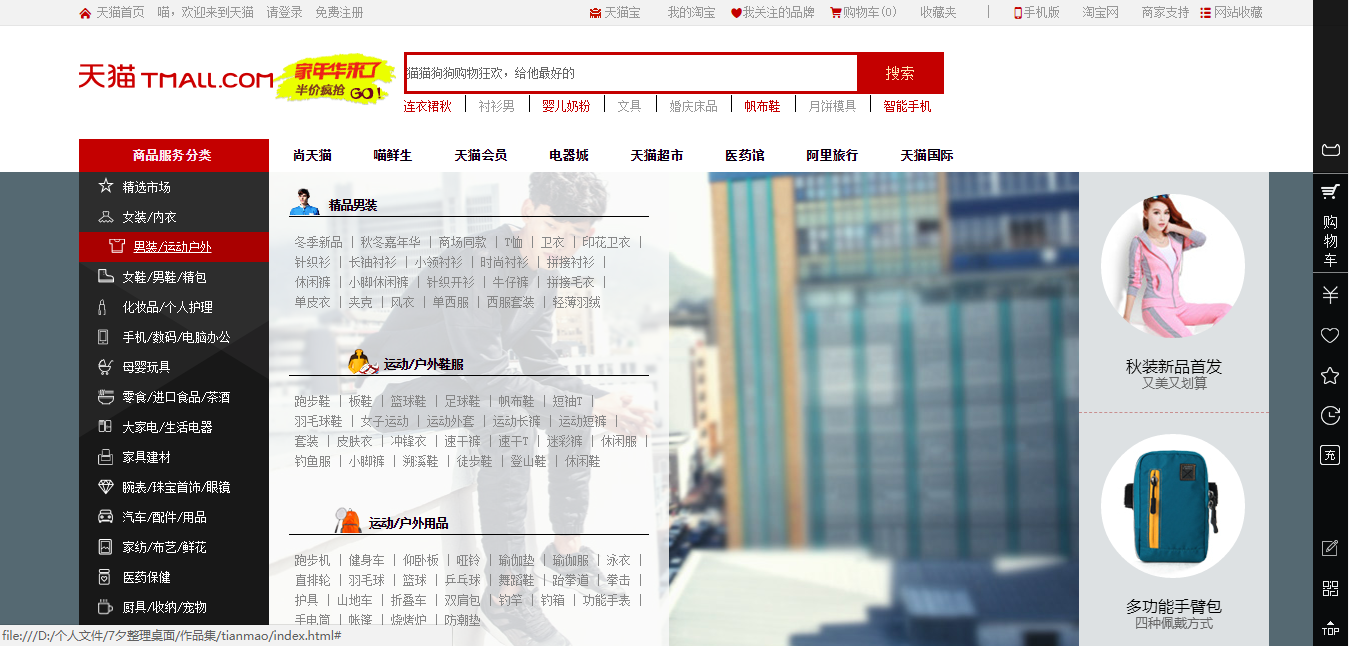 天猫首页 喵，欢迎来到天猫 请登录 免费注册 天猫宝 我的淘宝 我关注的品牌 购物车(0) 收藏夹 | 手机版 淘宝网 商家支持 网站收藏
天猫 TMALL.COM
家年华来了
半价疯抢 GO!
猫猫狗狗购物狂欢，给他最好的 搜索
连衣裙秋 | 衬衫男 | 婴儿奶粉 | 文具 | 婚庆床品 | 帆布鞋 | 月饼模具 | 智能手机
商品服务分类 尚天猫 喵鲜生 天猫会员 电器城 天猫超市 医药馆 阿里旅行 天猫国际
精选市场
女装/内衣
男装/运动户外
女鞋/男鞋/箱包
化妆品/个人护理
手机/数码/电脑办公
母婴玩具
零食/进口食品/茶酒
大家电/生活电器
家具建材
腕表/珠宝首饰/眼镜
汽车/配件/用品
家纺/布艺/鲜花
医药保健
厨具/收纳/宠物
精品男装
冬季新品 | 秋冬嘉年华 | 商场同款 | T恤 | 卫衣 | 印花卫衣 |
针织衫 | 长袖衬衫 | 小领衬衫 | 时尚衬衫 | 拼接衬衫 |
休闲裤 | 小脚休闲裤 | 针织开衫 | 牛仔裤 | 拼接毛衣 |
单皮衣 | 夹克 | 风衣 | 单西服 | 西服套装 | 轻薄羽绒
运动/户外鞋服
跑步鞋 | 板鞋 | 篮球鞋 | 足球鞋 | 帆布鞋 | 短袖T |
羽毛球鞋 | 女子运动 | 运动外套 | 运动长裤 | 运动短裤 |
套装 | 皮肤衣 | 冲锋衣 | 速干裤 | 速干T | 迷彩裤 | 休闲服 |
钓鱼服 | 小脚裤 | 溯溪鞋 | 徒步鞋 | 登山鞋 | 休闲鞋
运动/户外用品
跑步机 | 健身车 | 仰卧板 | 哑铃 | 瑜伽垫 | 瑜伽服 | 泳衣 |
直排轮 | 羽毛球 | 篮球 | 乒乓球 | 舞蹈鞋 | 跆拳道 | 拳击 |
护具 | 山地车 | 折叠车 | 双肩包 | 钓竿 | 钓箱 | 功能手表 |
手电筒 | 帐篷 | 烧烤炉 | 防潮垫
秋装新品首发
又美又划算
多功能手臂包
四种佩戴方式
购
物
车
充
TOP
file:///D:/个人文件/7夕整理桌面/作品集/tianmao/index.html#